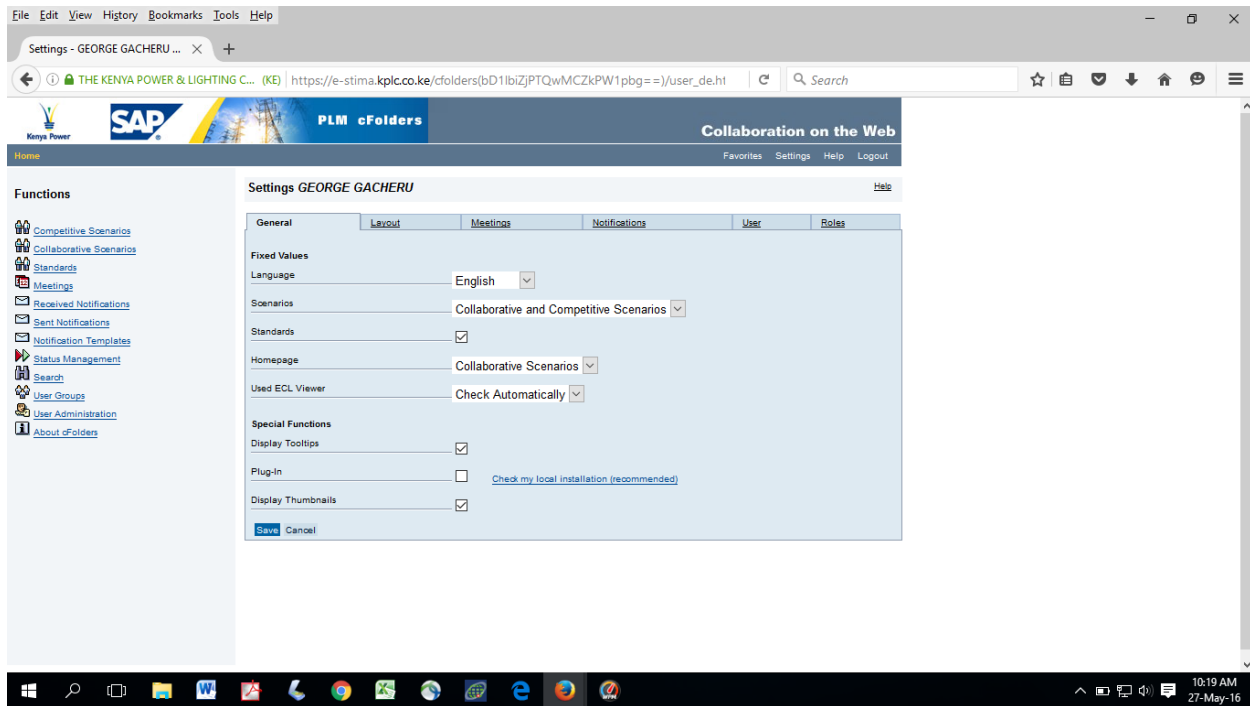 File Edit View History Bookmarks Tools Help
Settings - GEORGE GACHERU ...
THE KENYA POWER & LIGHTING C... (KE) https://e-stima.kplc.co.ke/cfolders(bD1lbiZjPTQwMCZkPW1pbg==)/user_de.ht Search
Kenya Power SAP PLM cFolders Collaboration on the Web
Home Favorites Settings Help Logout
Functions
Competitive Scenarios
Collaborative Scenarios
Standards
Meetings
Received Notifications
Sent Notifications
Notification Templates
Status Management
Search
User Groups
User Administration
About cFolders
Settings GEORGE GACHERU Help
General Layout Meetings Notifications User Roles
Fixed Values
Language English
Scenarios Collaborative and Competitive Scenarios
Standards
Homepage Collaborative Scenarios
Used ECL Viewer Check Automatically
Special Functions
Display Tooltips
Plug-In Check my local installation (recommended)
Display Thumbnails
Save Cancel
10:19 AM
27-May-16